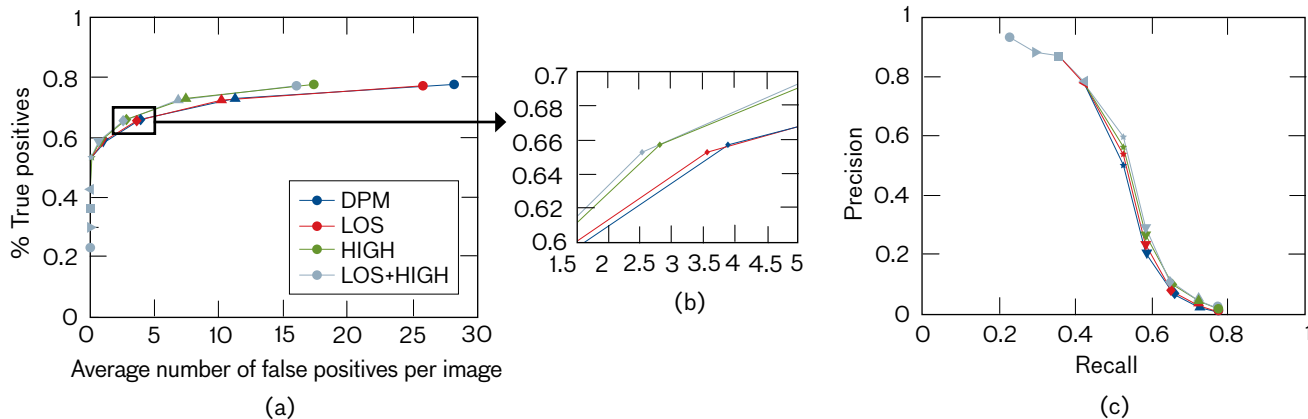 1
0.8
0.6
0.4
0.2
0
% True positives
0 5 10 15 20 25 30
Average number of false positives per image
DPM
LOS
HIGH
LOS+HIGH
(a)
0.7
0.68
0.66
0.64
0.62
0.6
1.5 2 2.5 3 3.5 4 4.5 5
(b)
1
0.8
0.6
0.4
0.2
0
Precision
0 0.2 0.4 0.6 0.8 1
Recall
(c)